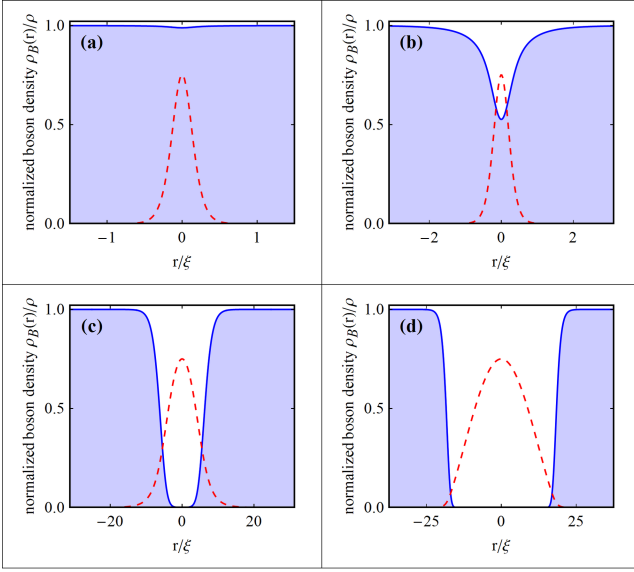 (a)
normalized boson density ρ_B(r)/ρ
1.0
0.5
0.0
−1 0 1
r/ξ
(b)
normalized boson density ρ_B(r)/ρ
1.0
0.5
0.0
−2 0 2
r/ξ
(c)
normalized boson density ρ_B(r)/ρ
1.0
0.5
0.0
−20 0 20
r/ξ
(d)
normalized boson density ρ_B(r)/ρ
1.0
0.5
0.0
−25 0 25
r/ξ